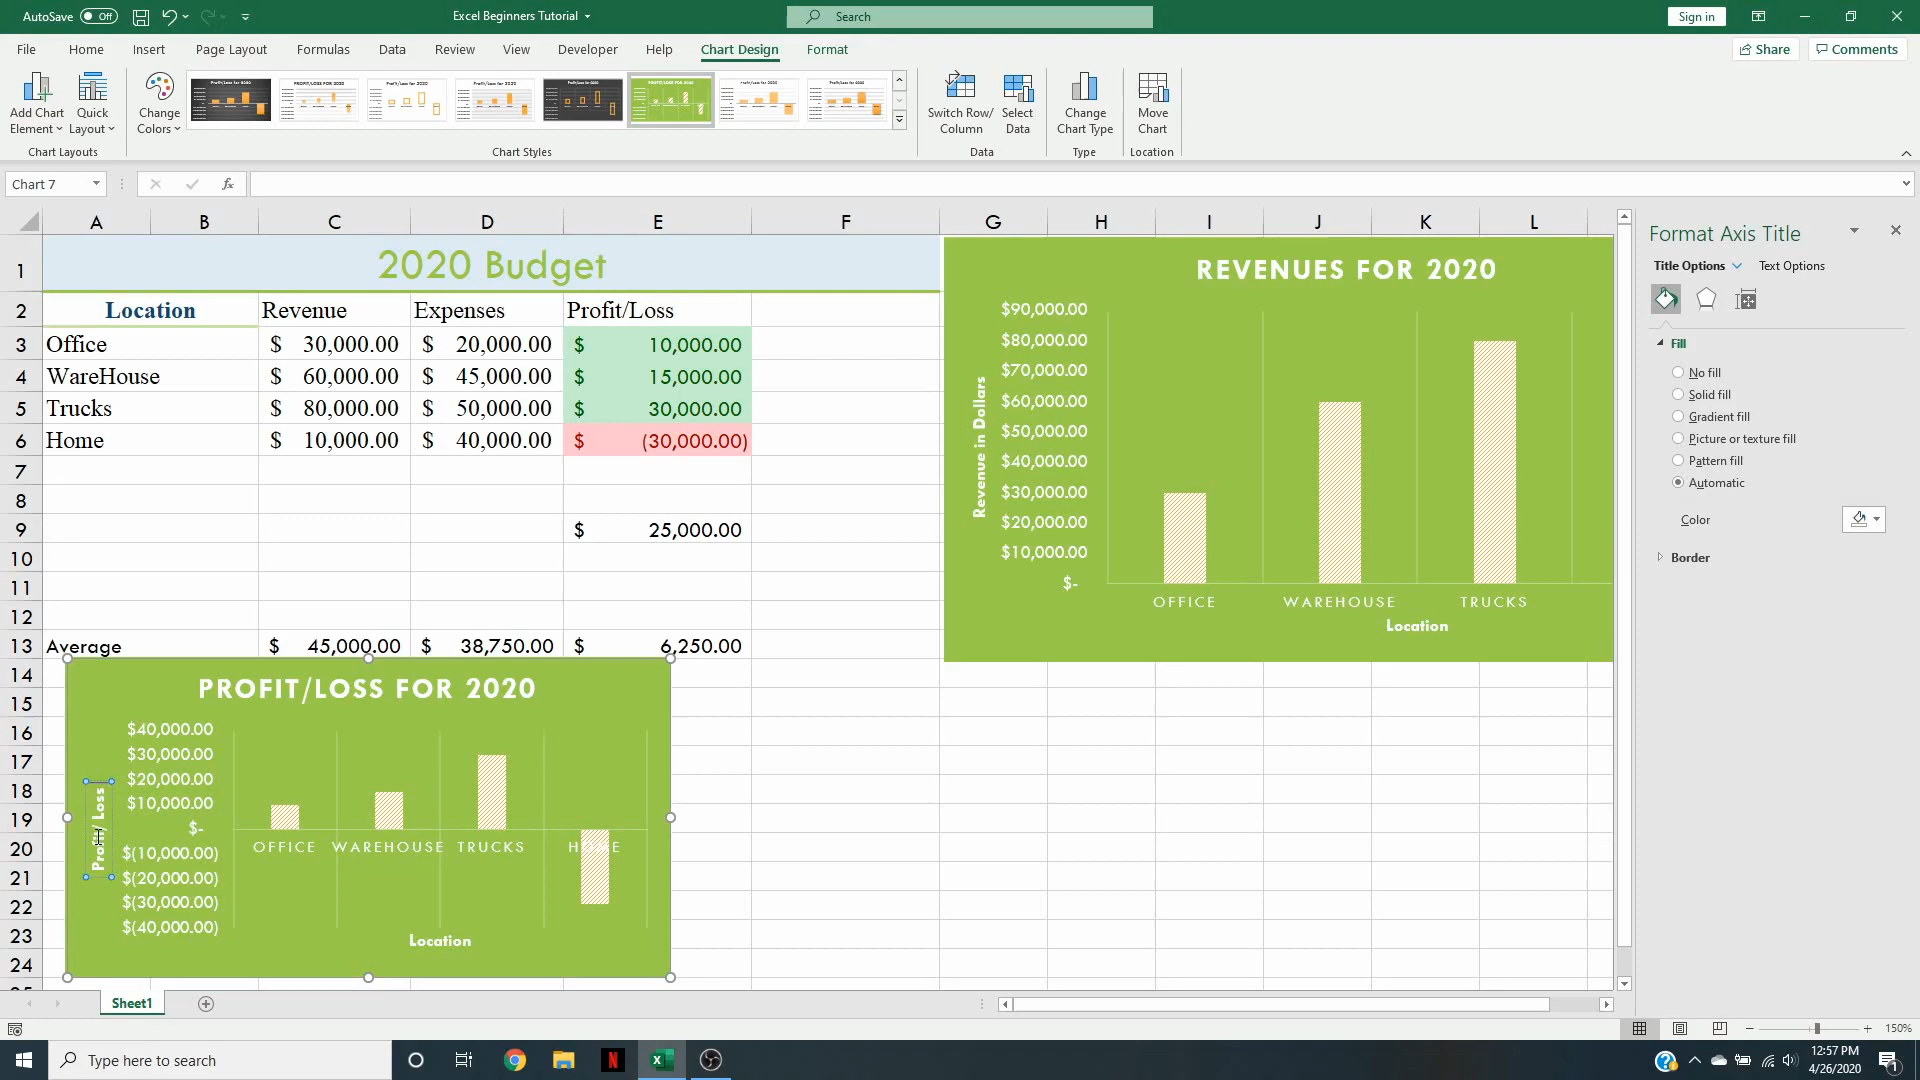 AutoSave Off Excel Beginners Tutorial Search Sign in
File Home Insert Page Layout Formulas Data Review View Developer Help Chart Design Format Share Comments
Add Chart Element Quick Layout Change Colors Switch Row/ Column Select Data Change Chart Type Move Chart
Chart Layouts Chart Styles Data Type Location
Chart 7 fx
A B C D E F G H I J K L
1 2020 Budget
2 Location Revenue Expenses Profit/Loss
3 Office $ 30,000.00 $ 20,000.00 $ 10,000.00
4 WareHouse $ 60,000.00 $ 45,000.00 $ 15,000.00
5 Trucks $ 80,000.00 $ 50,000.00 $ 30,000.00
6 Home $ 10,000.00 $ 40,000.00 $ (30,000.00)
7
8
9 $ 25,000.00
10
11
12
13 Average $ 45,000.00 $ 38,750.00 $ 6,250.00
14
15
16
17
18
19
20
21
22
23
24
REVENUES FOR 2020
$90,000.00
$80,000.00
$70,000.00
$60,000.00
$50,000.00
$40,000.00
$30,000.00
$20,000.00
$10,000.00
$-
Revenue in Dollars
OFFICE WAREHOUSE TRUCKS
Location
PROFIT/LOSS FOR 2020
$40,000.00
$30,000.00
$20,000.00
$10,000.00
$-
$(10,000.00)
$(20,000.00)
$(30,000.00)
$(40,000.00)
Profit/ Loss
OFFICE WAREHOUSE TRUCKS HOME
Location
Format Axis Title
Title Options Text Options
Fill
No fill
Solid fill
Gradient fill
Picture or texture fill
Pattern fill
Automatic
Color
Border
Sheet1
150%
Type here to search
12:57 PM
4/26/2020
1